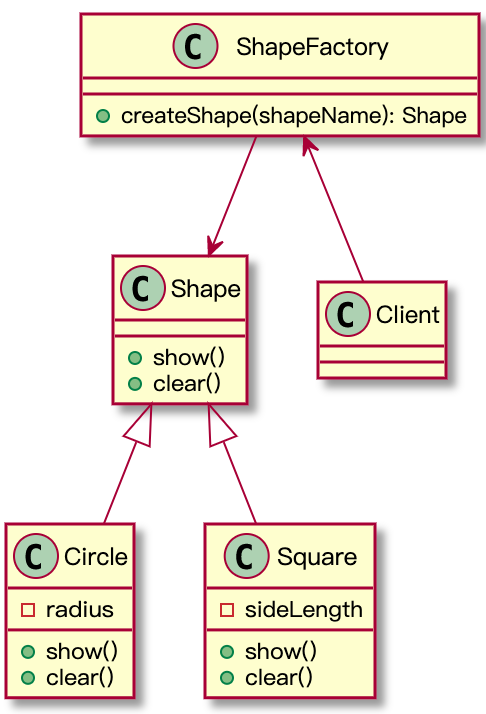 C ShapeFactory
createShape(shapeName): Shape
C Shape
show()
clear()
C Client
C Circle
radius
show()
clear()
C Square
sideLength
show()
clear()